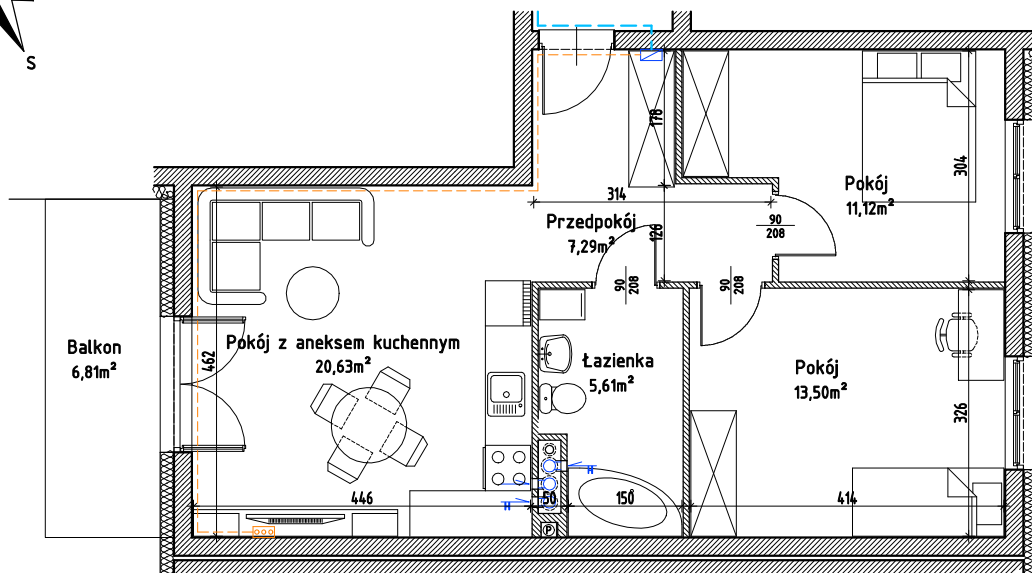 S
178
304
Pokój
11,12m²
314
Przedpokój
7,29m²
126
90
208
90
208
90
208
Balkon
6,81m²
Pokój z aneksem kuchennym
20,63m²
462
Łazienka
5,61m²
Pokój
13,50m²
326
H
446
50
150
414
H
P